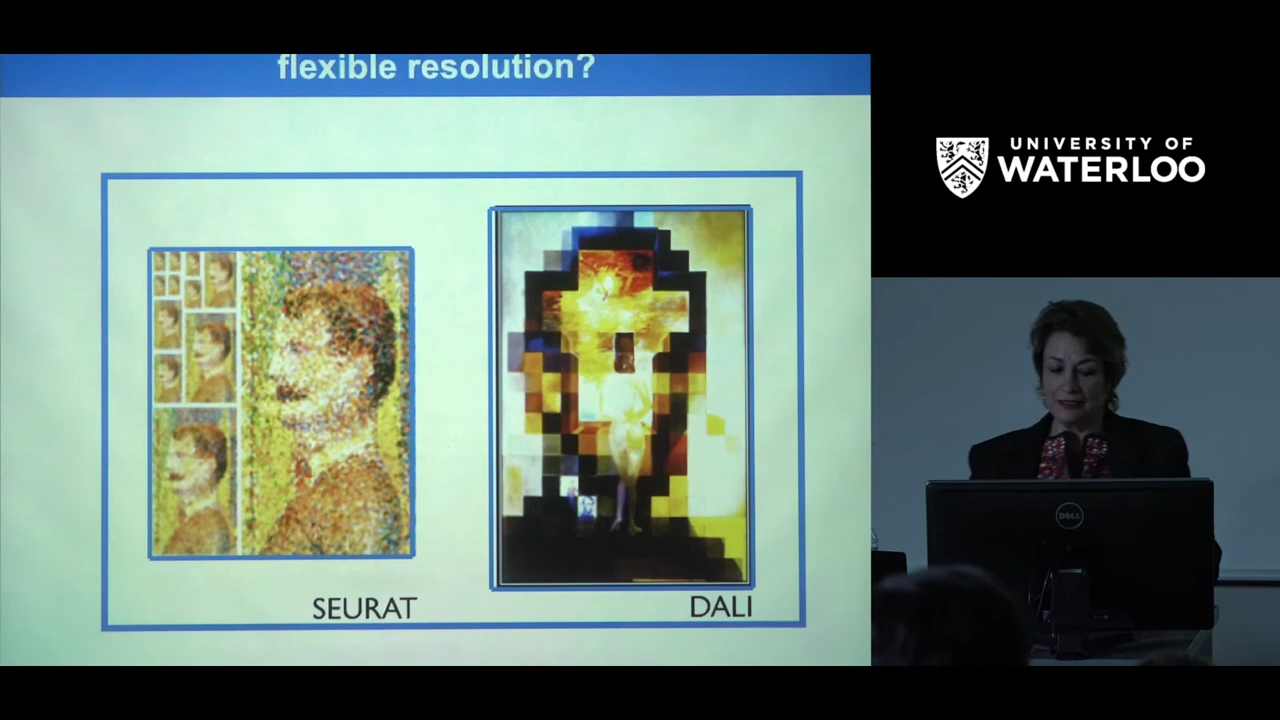 flexible resolution?
SEURAT
DALI
UNIVERSITY OF
WATERLOO
DELL